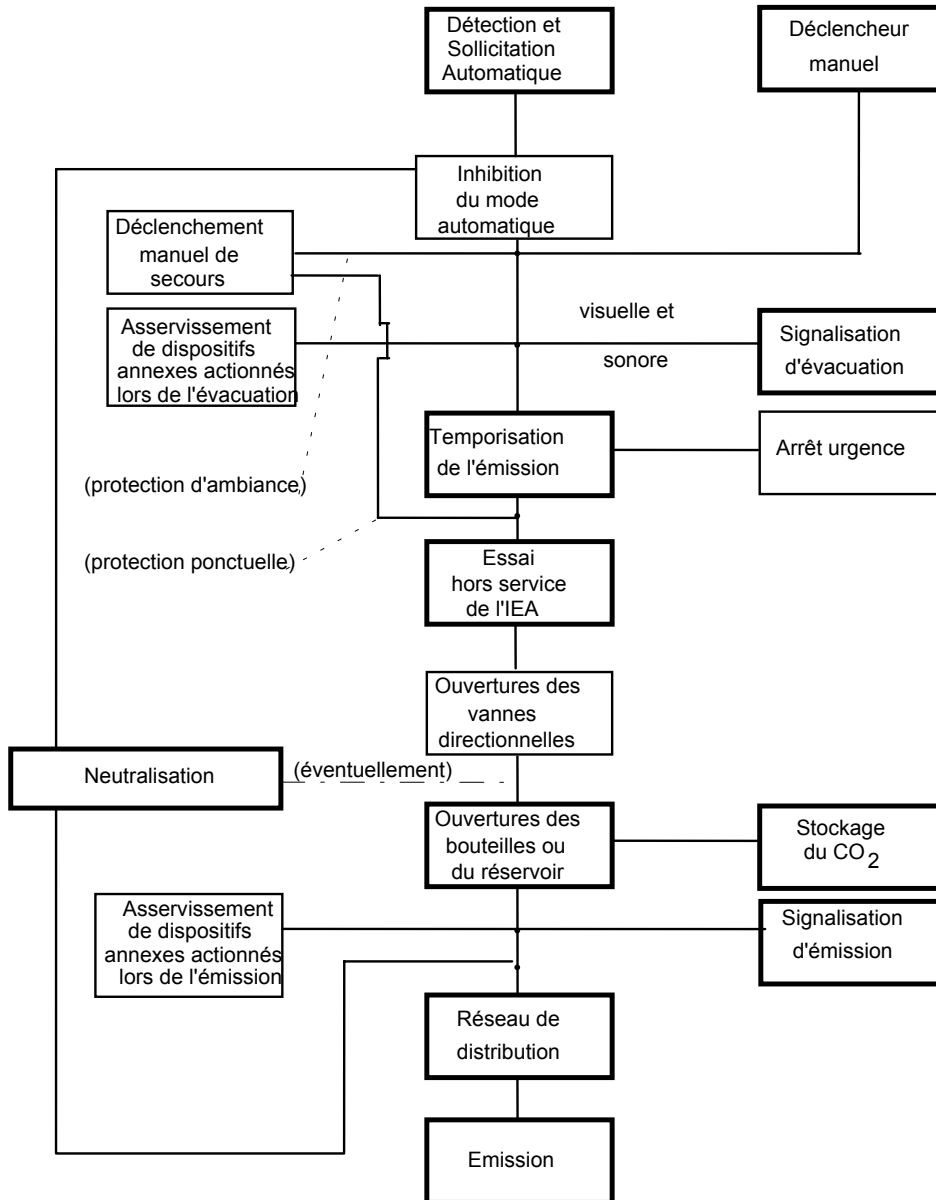 Détection et
Sollicitation
Automatique
Déclencheur
manuel
Inhibition
du mode
automatique
Déclenchement
manuel de
secours
Asservissement
de dispositifs
annexes actionnés
lors de l'évacuation
visuelle et
sonore
Signalisation
d'évacuation
Temporisation
de l'émission
Arrêt urgence
(protection d'ambiance)
(protection ponctuelle)
Essai
hors service
de l'IEA
Ouvertures des
vannes
directionnelles
Neutralisation
(éventuellement)
Ouvertures des
bouteilles ou
du réservoir
Stockage
du CO2
Asservissement
de dispositifs
annexes actionnés
lors de l'émission
Signalisation
d'émission
Réseau de
distribution
Emission